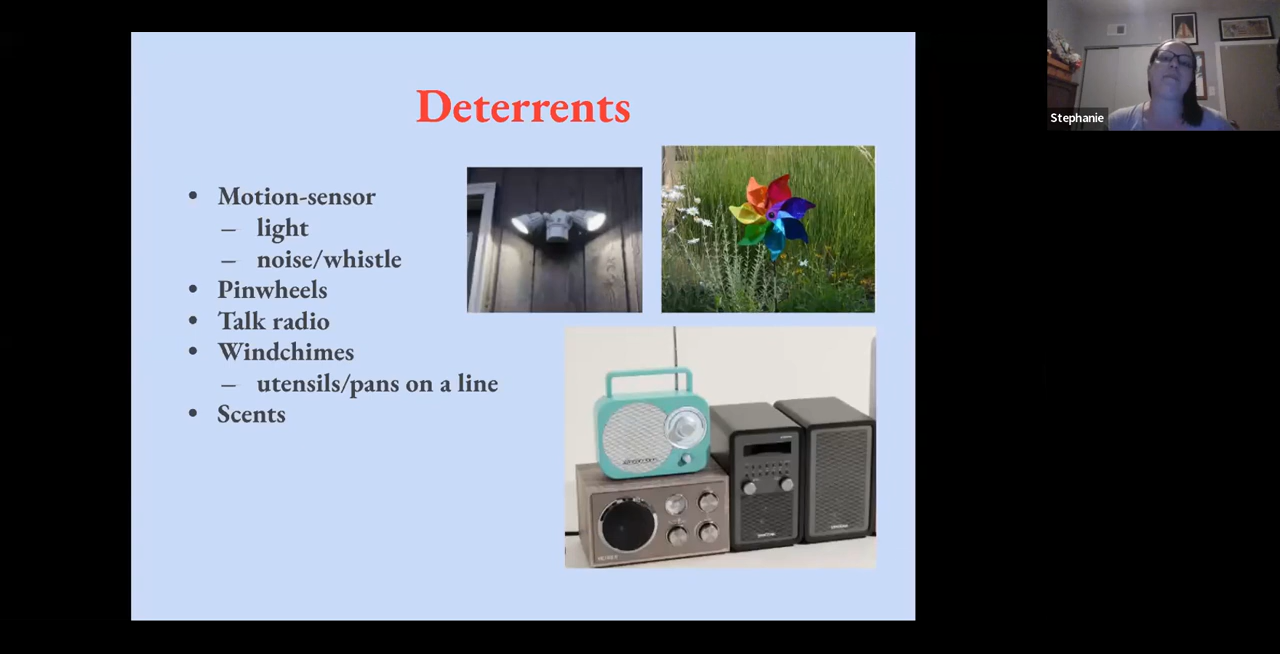 Deterrents
• Motion-sensor
– light
– noise/whistle
• Pinwheels
• Talk radio
• Windchimes
– utensils/pans on a line
• Scents
Stephanie